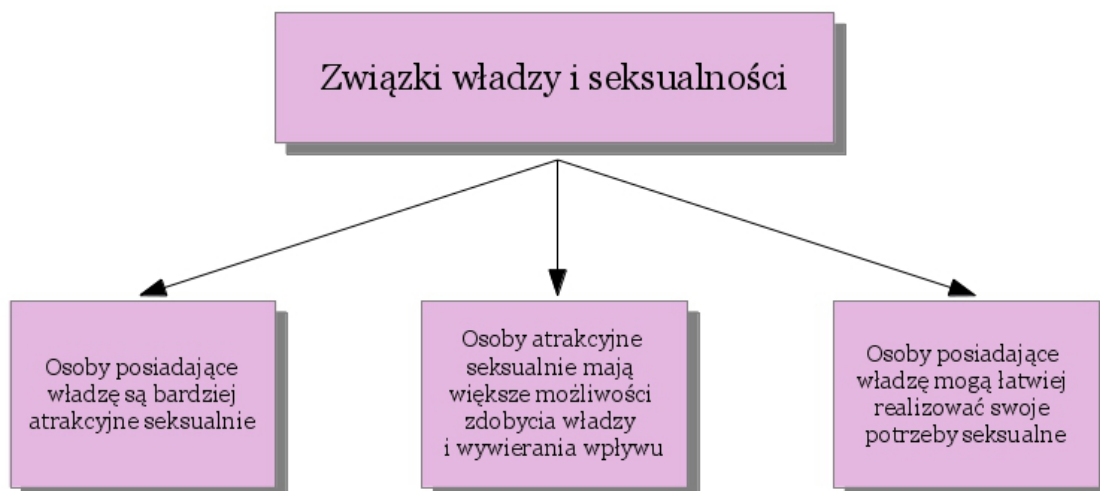 Związki władzy i seksualności
Osoby posiadające
władzę są bardziej
atrakcyjne seksualnie
Osoby atrakcyjne
seksualnie mają
większe możliwości
zdobycia władzy
i wywierania wpływu
Osoby posiadające
władzę mogą łatwiej
realizować swoje
potrzeby seksualne